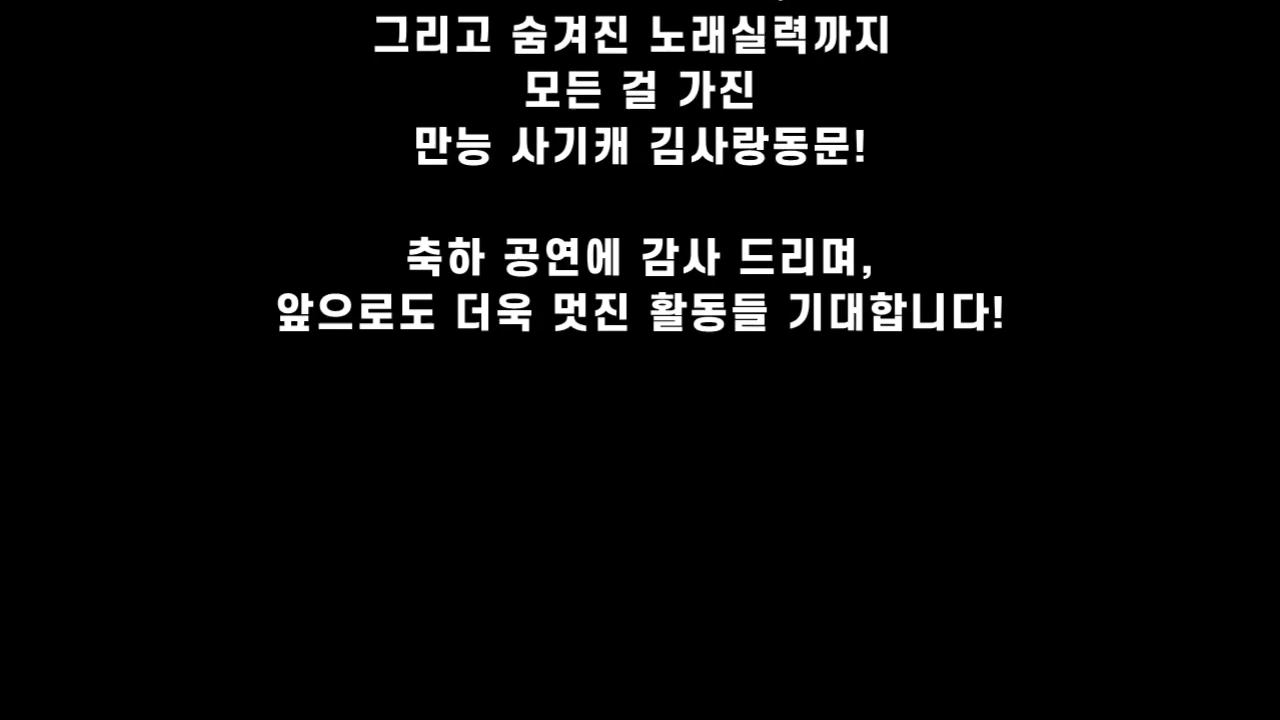 그리고 숨겨진 노래실력까지
모든 걸 가진
만능 사기캐 김사랑동문!
축하 공연에 감사 드리며,
앞으로도 더욱 멋진 활동들 기대합니다!